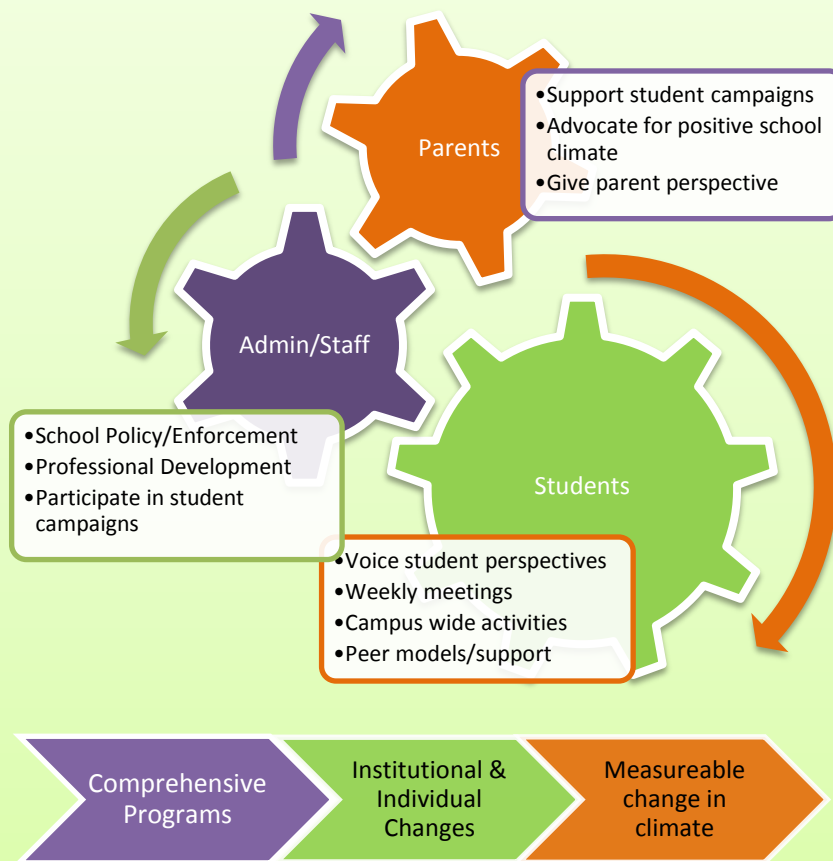 Parents
•Support student campaigns
•Advocate for positive school
climate
•Give parent perspective
Admin/Staff
•School Policy/Enforcement
•Professional Development
•Participate in student
campaigns
Students
•Voice student perspectives
•Weekly meetings
•Campus wide activities
•Peer models/support
Comprehensive
Programs
Institutional &
Individual
Changes
Measureable
change in
climate